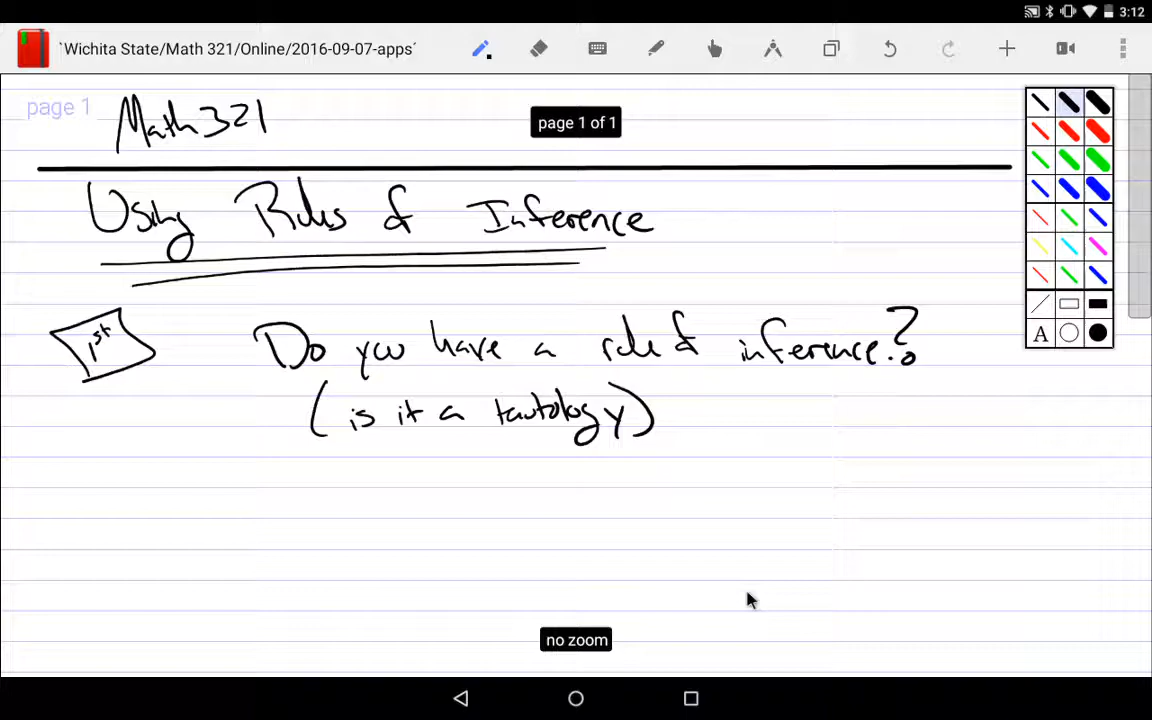 3:12
`Wichita State/Math 321/Online/2016-09-07-apps´
page 1
Math 321
page 1 of 1
Using Rules of Inference
1st
Do you have a rule of inference?
(is it a tautology)
A
no zoom